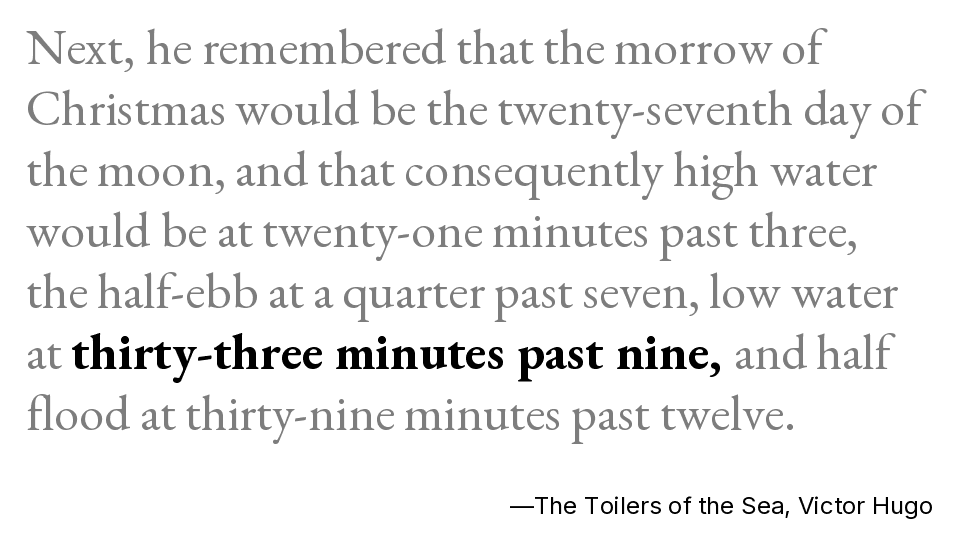 Next, he remembered that the morrow of
Christmas would be the twenty-seventh day of
the moon, and that consequently high water
would be at twenty-one minutes past three,
the half-ebb at a quarter past seven, low water
at thirty-three minutes past nine, and half
flood at thirty-nine minutes past twelve.
—The Toilers of the Sea, Victor Hugo